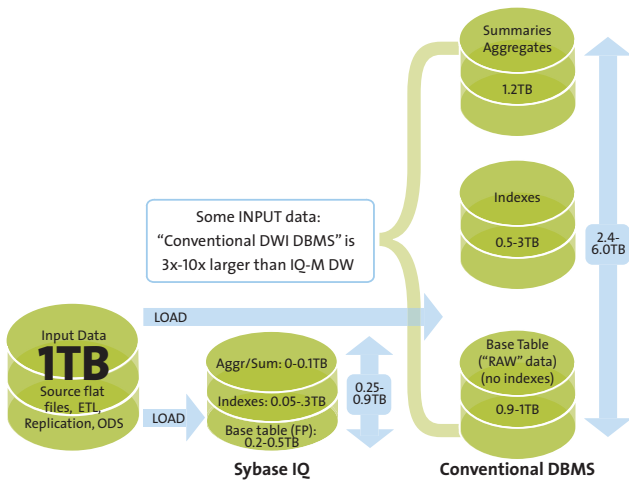 Summaries
Aggregates
1.2TB
Indexes
0.5-3TB
2.4-
6.0TB
Some INPUT data:
“Conventional DWI DBMS” is
3x-10x larger than IQ-M DW
Input Data
1TB
Source flat
files, ETL,
Replication, ODS
LOAD
LOAD
Aggr/Sum: 0-0.1TB
Indexes: 0.05-.3TB
Base table (FP):
0.2-0.5TB
0.25-
0.9TB
Base Table
(“RAW” data)
(no indexes)
0.9-1TB
Sybase IQ
Conventional DBMS